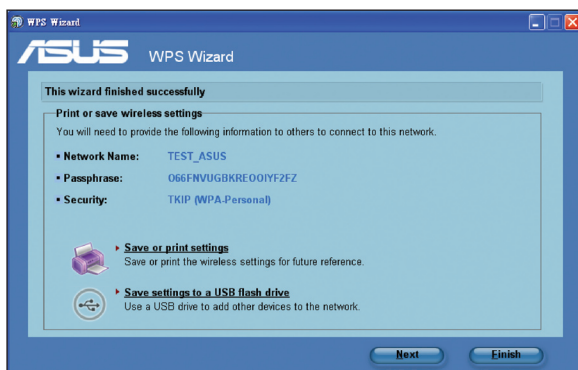 WPS Wizard
ASUS WPS Wizard
This wizard finished successfully
Print or save wireless settings
You will need to provide the following information to others to connect to this network.
Network Name: TEST_ASUS
Passphrase: O66FNVUGBKREOOIYF2FZ
Security: TKIP (WPA-Personal)
Save or print settings
Save or print the wireless settings for future reference.
Save settings to a USB flash drive
Use a USB drive to add other devices to the network.
Next Finish